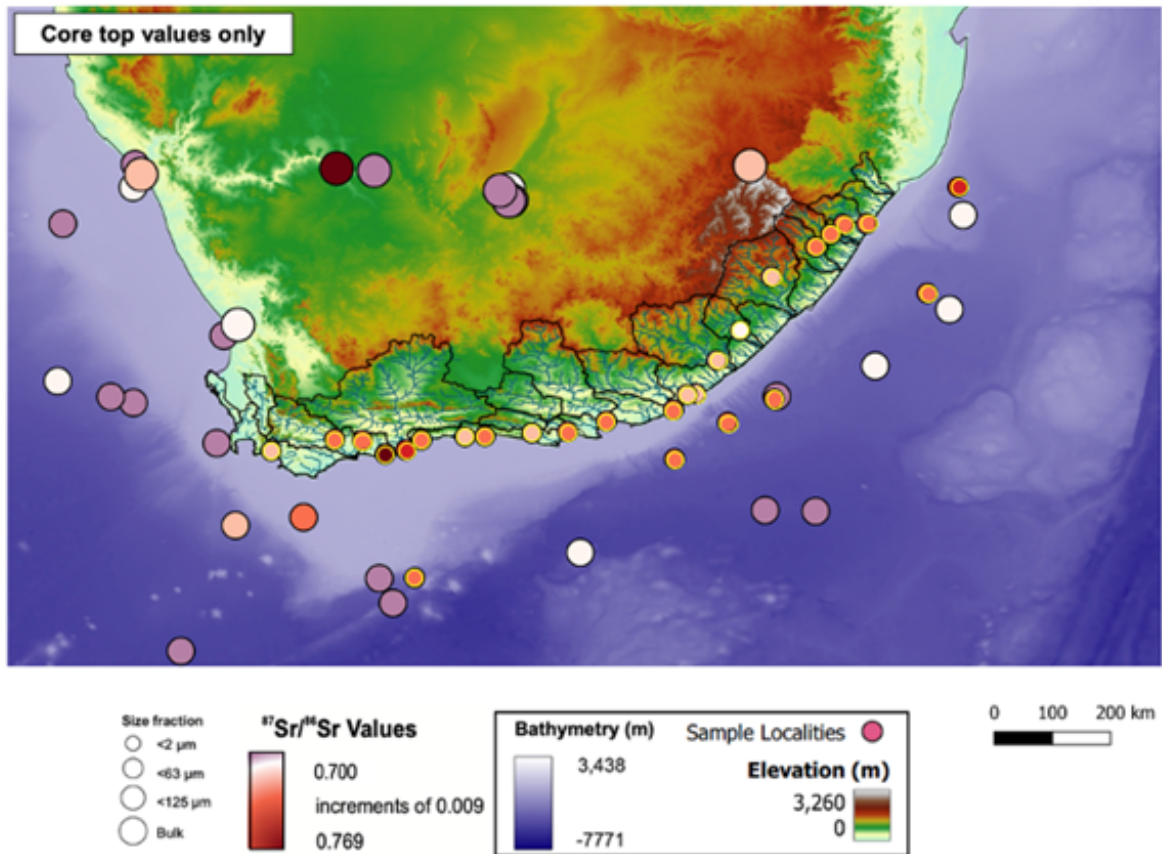 Core top values only
Size fraction
<2 µm
<63 µm
<125 µm
Bulk
⁸⁷Sr/⁸⁶Sr Values
0.700
increments of 0.009
0.769
Bathymetry (m)
3,438
-7771
Sample Localities
Elevation (m)
3,260
0
0 100 200 km